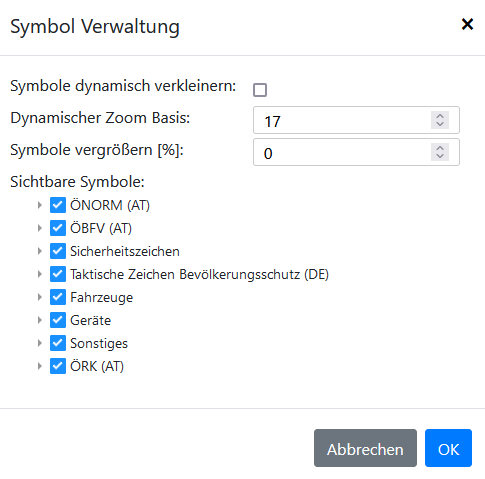 Symbol Verwaltung
Symbole dynamisch verkleinern:
Dynamischer Zoom Basis: 17
Symbole vergrößern [%]: 0
Sichtbare Symbole:
ÖNORM (AT)
ÖBFV (AT)
Sicherheitszeichen
Taktische Zeichen Bevölkerungsschutz (DE)
Fahrzeuge
Geräte
Sonstiges
ÖRK (AT)
Abbrechen OK